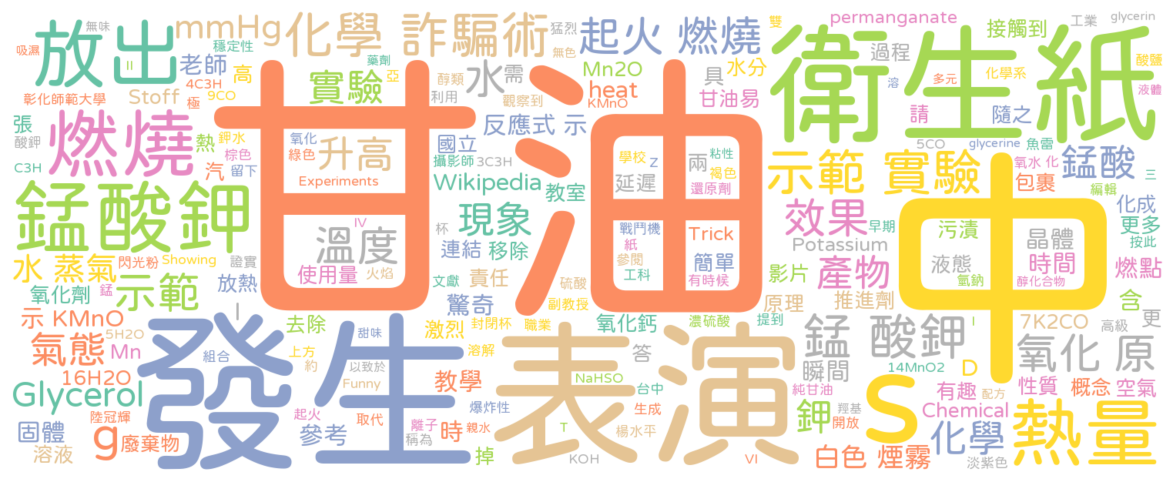 無味 放出 mmHg 化學 詐騙術 猛烈 起火 燃燒 雙 permanganate 接觸到 工業 glycerin
吸濕 II 穩定性 老師 高 藥劑 亞 醇類 無色 Mn2O 水分 衛生紙 過程 酸鹽
彰化師範大學 4C3H Stoff 9CO 極 實驗 利用 水 需 觀察到 heat KMnO 具 甘油易 溶 多元 化學系 液體
張 燃燒 熱 鉀水 甘油 氧化 國立 反應式 示 請 隨之 魚雷
酸鉀 棕色 綠色 升高 攝影師 3C3H 學校 Z 兩 粘性 5CO glycerine 錳酸
C3H 汽 留下 Experiments Wikipedia 教室 延遲 褐色 還原劑 示範 實驗 氧水 化 包裹 三
錳酸鉀 IV 杯 現象 戰鬥機 Trick 效果 早期 中 編輯 化成
溫度 連結 移除 紙 參閱 簡單 Potassium 污漬 晶體 更多 按此
水 蒸氣 閃光粉 Showing 證實 使用量 火焰 文獻 責任 工科 有時候 影片 產物 液態 時間 燃點
氧化劑 錳 示範 放熱 驚奇 硫酸 副教授 原理 推進劑 氫鈉 醇化合物 含
示 KMnO I 去除 甜味 激烈 封閉杯 職業 氧化鈣 濃硫酸 提到 錳 酸鉀 I 7K2CO 高級 更
氣態 Mn 5H2O 發生 組合 上方 約 以致於 溶解 表演 答 瞬間 14MnO2 氧化 原
Glycerol 16H2O Funny 教學 NaHSO 台中 純甘油 S D 有趣 性質 概念 空氣
陸冠輝 起火 取代 爆炸性 生成 鉀 羥基 Chemical 配方
固體 g 廢棄物 參考 離子 稱為 時 親水 T 楊水平 開放 化學 熱量
溶液 掉 KOH VI 白色 煙霧 淡紫色